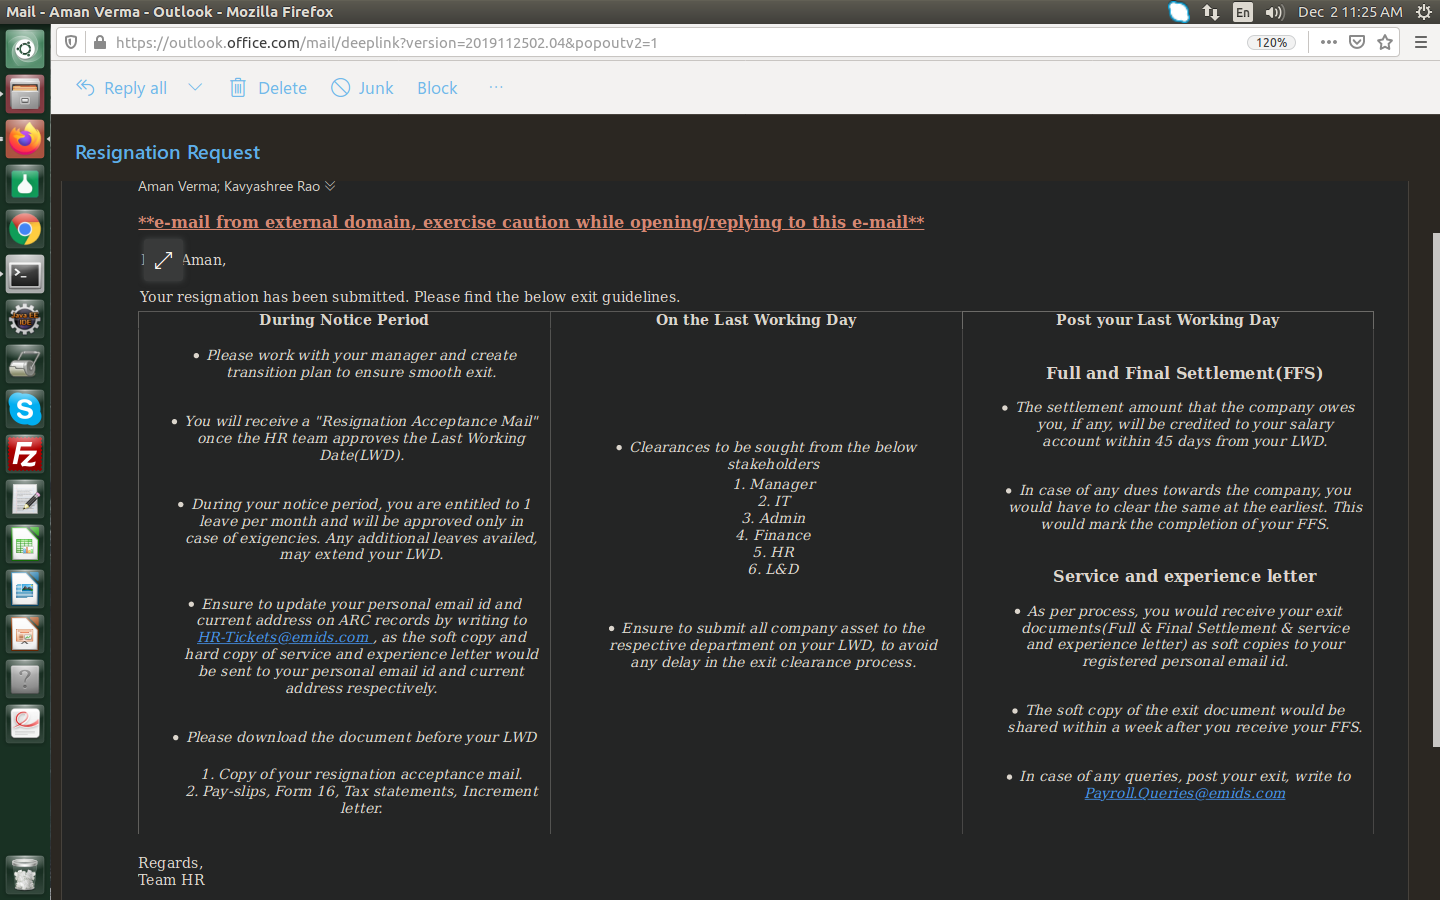 Mail - Aman Verma - Outlook - Mozilla Firefox
En
Dec 2 11:25 AM
https://outlook.office.com/mail/deeplink?version=2019112502.04&popoutv2=1
120%
Reply all
Delete
Junk
Block
Resignation Request
Aman Verma; Kavyashree Rao
**e-mail from external domain, exercise caution while opening/replying to this e-mail**
Aman,
Your resignation has been submitted. Please find the below exit guidelines.
During Notice Period
• Please work with your manager and create
transition plan to ensure smooth exit.
• You will receive a "Resignation Acceptance Mail"
once the HR team approves the Last Working
Date(LWD).
• During your notice period, you are entitled to 1
leave per month and will be approved only in
case of exigencies. Any additional leaves availed,
may extend your LWD.
• Ensure to update your personal email id and
current address on ARC records by writing to
HR-Tickets@emids.com , as the soft copy and
hard copy of service and experience letter would
be sent to your personal email id and current
address respectively.
• Please download the document before your LWD
1. Copy of your resignation acceptance mail.
2. Pay-slips, Form 16, Tax statements, Increment
letter.
On the Last Working Day
• Clearances to be sought from the below
stakeholders
1. Manager
2. IT
3. Admin
4. Finance
5. HR
6. L&D
• Ensure to submit all company asset to the
respective department on your LWD, to avoid
any delay in the exit clearance process.
Post your Last Working Day
Full and Final Settlement(FFS)
• The settlement amount that the company owes
you, if any, will be credited to your salary
account within 45 days from your LWD.
• In case of any dues towards the company, you
would have to clear the same at the earliest. This
would mark the completion of your FFS.
Service and experience letter
• As per process, you would receive your exit
documents(Full & Final Settlement & service
and experience letter) as soft copies to your
registered personal email id.
• The soft copy of the exit document would be
shared within a week after you receive your FFS.
• In case of any queries, post your exit, write to
Payroll.Queries@emids.com
Regards,
Team HR